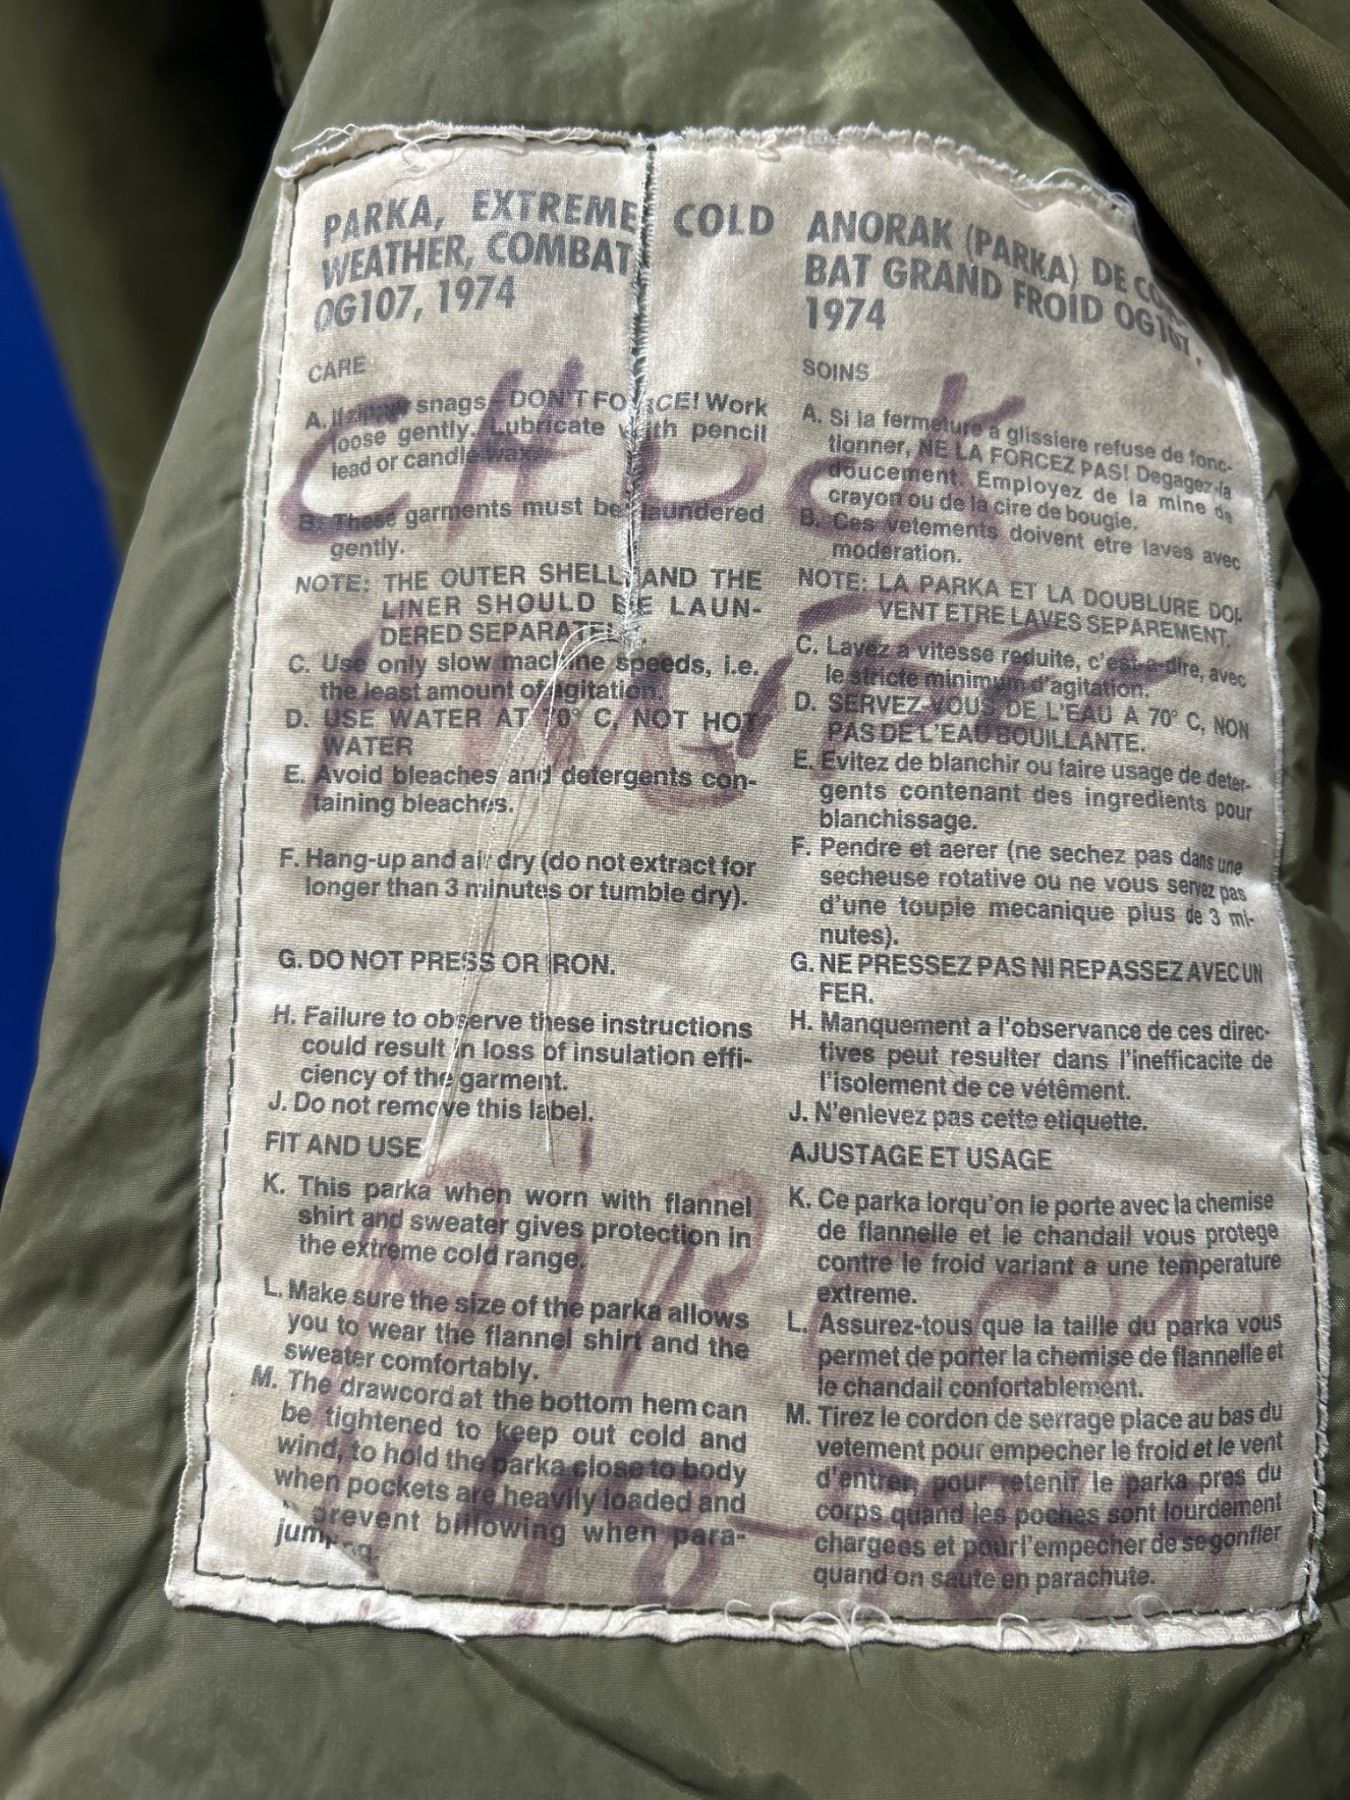 PARKA, EXTREME COLD
WEATHER, COMBAT
OG107, 1974
CARE
A. If zipper snags, DON'T FORCE! Work
loose gently. Lubricate with pencil
lead or candle wax.
B. These garments must be laundered
gently.
NOTE: THE OUTER SHELL AND THE
LINER SHOULD BE LAUN-
DERED SEPARATELY.
C. Use only slow machine speeds, i.e.
the least amount of agitation.
D. USE WATER AT 70° C, NOT HOT
WATER
E. Avoid bleaches and detergents con-
taining bleaches.
F. Hang-up and air dry (do not extract for
longer than 3 minutes or tumble dry).
G. DO NOT PRESS OR IRON.
H. Failure to observe these instructions
could result in loss of insulation effi-
ciency of the garment.
J. Do not remove this label.
FIT AND USE
K. This parka when worn with flannel
shirt and sweater gives protection in
the extreme cold range.
L. Make sure the size of the parka allows
you to wear the flannel shirt and the
sweater comfortably.
M. The drawcord at the bottom hem can
be tightened to keep out cold and
wind, to hold the parka close to body
when pockets are heavily loaded and
prevent billowing when para-
jumping.
ANORAK (PARKA) DE COM-
BAT GRAND FROID OG107,
1974
SOINS
A. Si la fermeture a glissiere refuse de fonc-
tionner, NE LA FORCEZ PAS! Degagez-la
doucement. Employez de la mine de
crayon ou de la cire de bougie.
B. Ces vetements doivent etre laves avec
moderation.
NOTE: LA PARKA ET LA DOUBLURE DOI-
VENT ETRE LAVES SEPAREMENT.
C. Lavez a vitesse reduite, c'est-a-dire, avec
le stricte minimum d'agitation.
D. SERVEZ-VOUS DE L'EAU A 70° C, NON
PAS DE L'EAU BOUILLANTE.
E. Evitez de blanchir ou faire usage de deter-
gents contenant des ingredients pour
blanchissage.
F. Pendre et aerer (ne sechez pas dans une
secheuse rotative ou ne vous servez pas
d'une toupie mecanique plus de 3 mi-
nutes).
G. NE PRESSEZ PAS NI REPASSEZ AVEC UN
FER.
H. Manquement a l'observance de ces direc-
tives peut resulter dans l'inefficacite de
l'isolement de ce vétêment.
J. N'enlevez pas cette etiquette.
AJUSTAGE ET USAGE
K. Ce parka lorqu'on le porte avec la chemise
de flannelle et le chandail vous protege
contre le froid variant a une temperature
extreme.
L. Assurez-tous que la taille du parka vous
permet de porter la chemise de flannelle et
le chandail confortablement.
M. Tirez le cordon de serrage place au bas du
vetement pour empecher le froid et le vent
d'entrer, pour retenir le parka pres du
corps quand les poches sont lourdement
chargees et pour l'empecher de se gonfler
quand on saute en parachute.